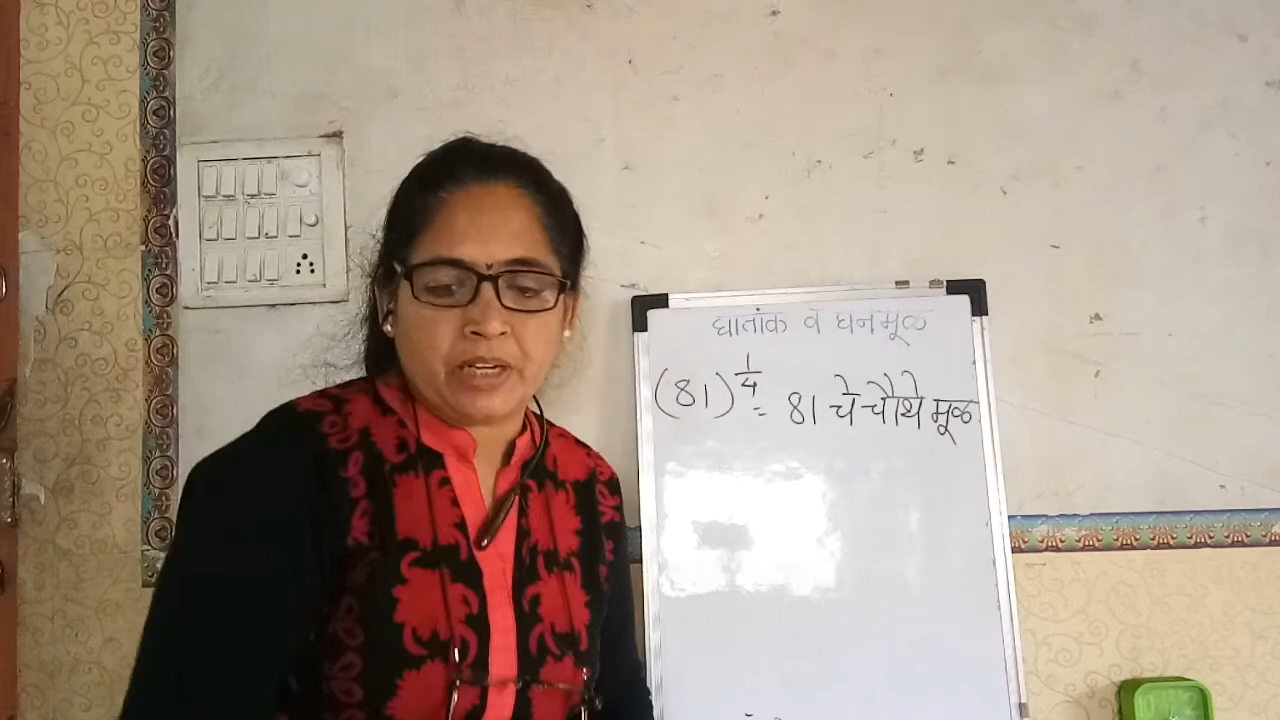 घातांक व घनमूळ
(81)^{1/4} = 81 चे चौथे मूळ